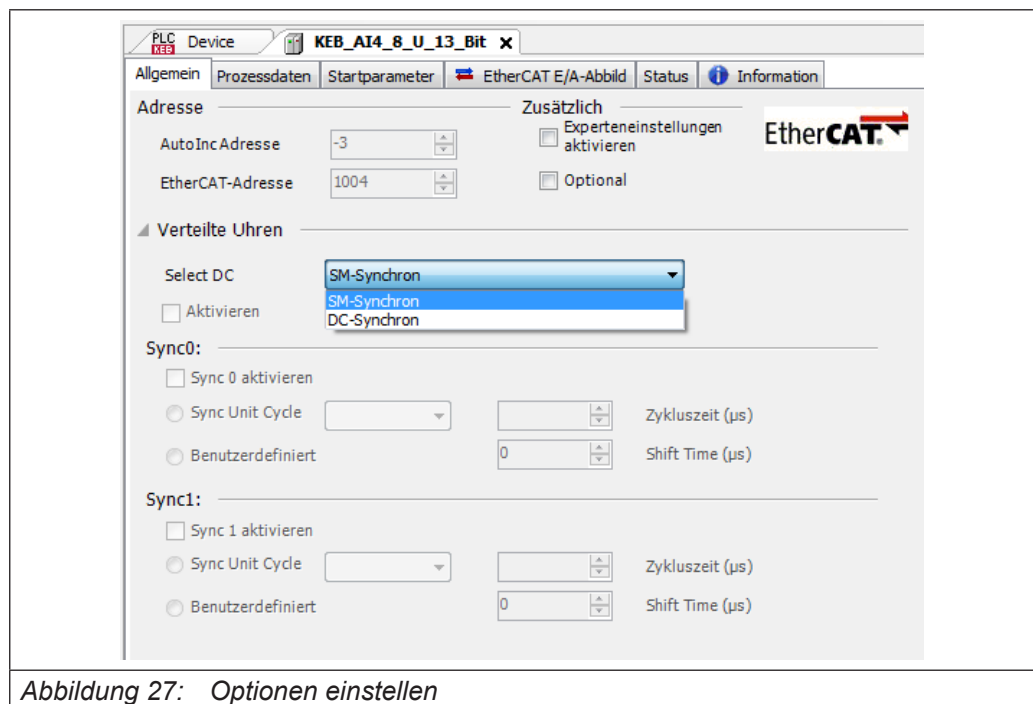 PLC KEB Device KEB_AI4_8_U_13_Bit x
Allgemein Prozessdaten Startparameter EtherCAT E/A-Abbild Status i Information
Adresse Zusätzlich
AutoInc Adresse -3 Experteneinstellungen aktivieren EtherCAT.
EtherCAT-Adresse 1004 Optional
Verteilte Uhren
Select DC SM-Synchron
SM-Synchron
Aktivieren DC-Synchron
Sync0:
Sync 0 aktivieren
Sync Unit Cycle Zykluszeit (µs)
Benutzerdefiniert 0 Shift Time (µs)
Sync1:
Sync 1 aktivieren
Sync Unit Cycle Zykluszeit (µs)
Benutzerdefiniert 0 Shift Time (µs)
Abbildung 27: Optionen einstellen